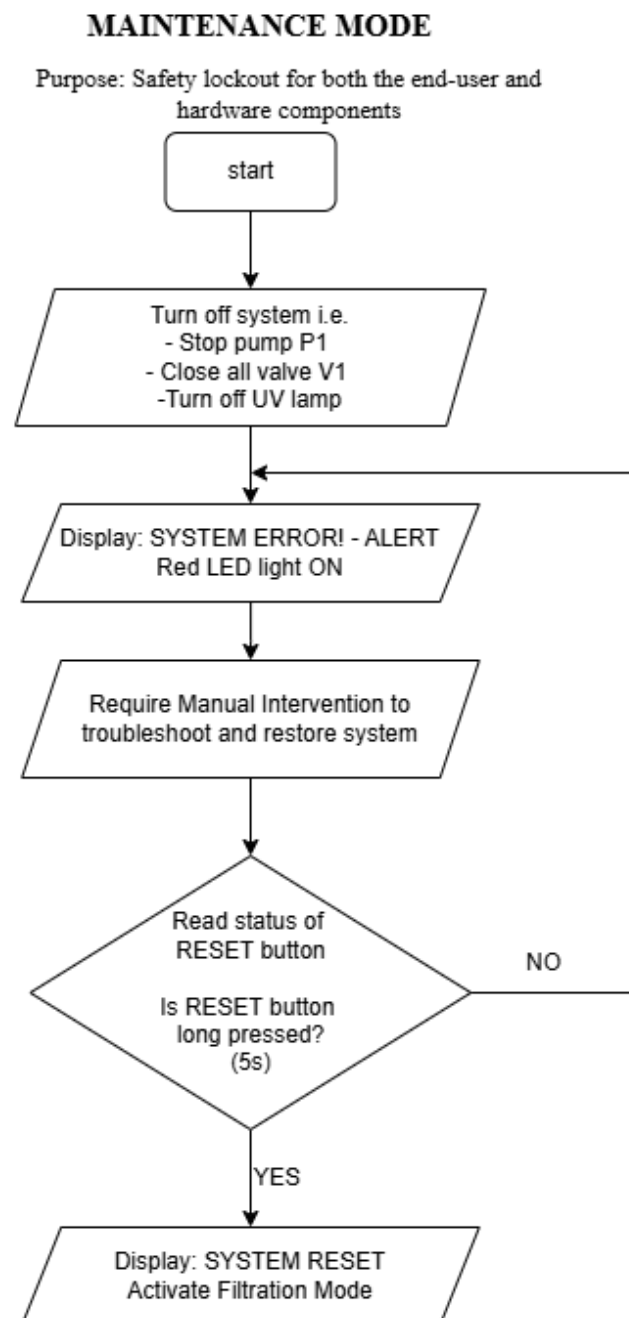 MAINTENANCE MODE
Purpose: Safety lockout for both the end-user and
hardware components
start
Turn off system i.e.
- Stop pump P1
- Close all valve V1
-Turn off UV lamp
Display: SYSTEM ERROR! - ALERT
Red LED light ON
Require Manual Intervention to
troubleshoot and restore system
Read status of
RESET button
Is RESET button
long pressed?
(5s)
NO
YES
Display: SYSTEM RESET
Activate Filtration Mode